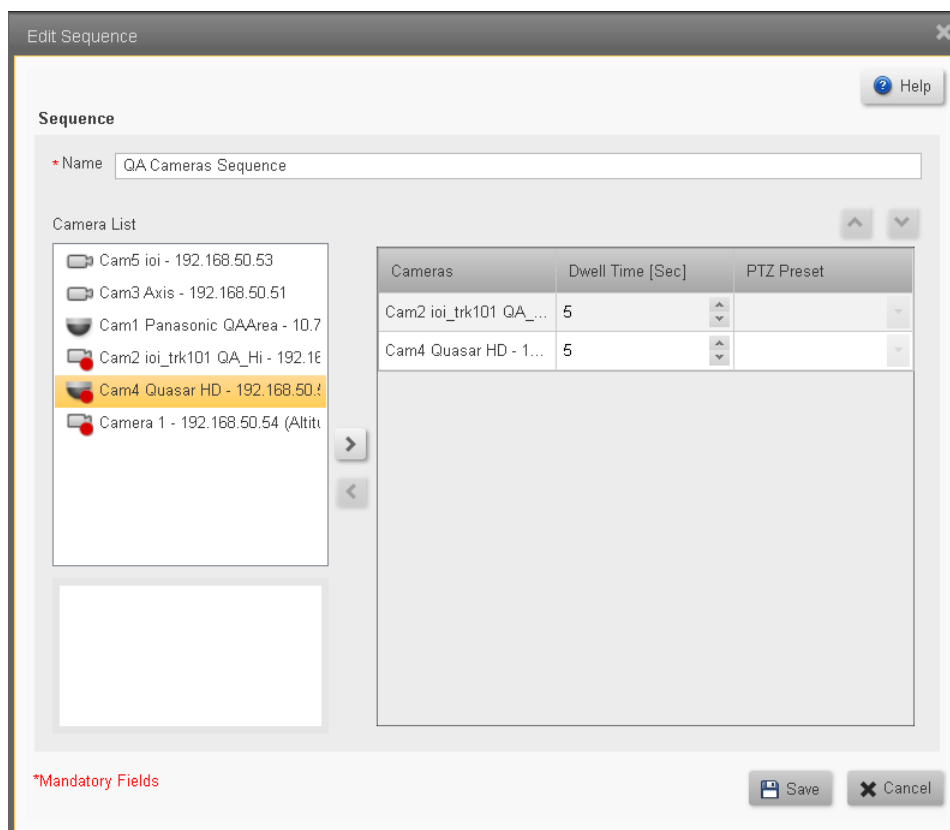 Edit Sequence
Help
Sequence
*Name QA Cameras Sequence
Camera List
Cam5 ioi - 192.168.50.53
Cam3 Axis - 192.168.50.51
Cam1 Panasonic QAArea - 10.7
Cam2 ioi_trk101 QA_Hi - 192.16
Cam4 Quasar HD - 192.168.50.5
Camera 1 - 192.168.50.54 (Altitu
Cameras Dwell Time [Sec] PTZ Preset
Cam2 ioi_trk101 QA_... 5
Cam4 Quasar HD - 1... 5
*Mandatory Fields
Save Cancel